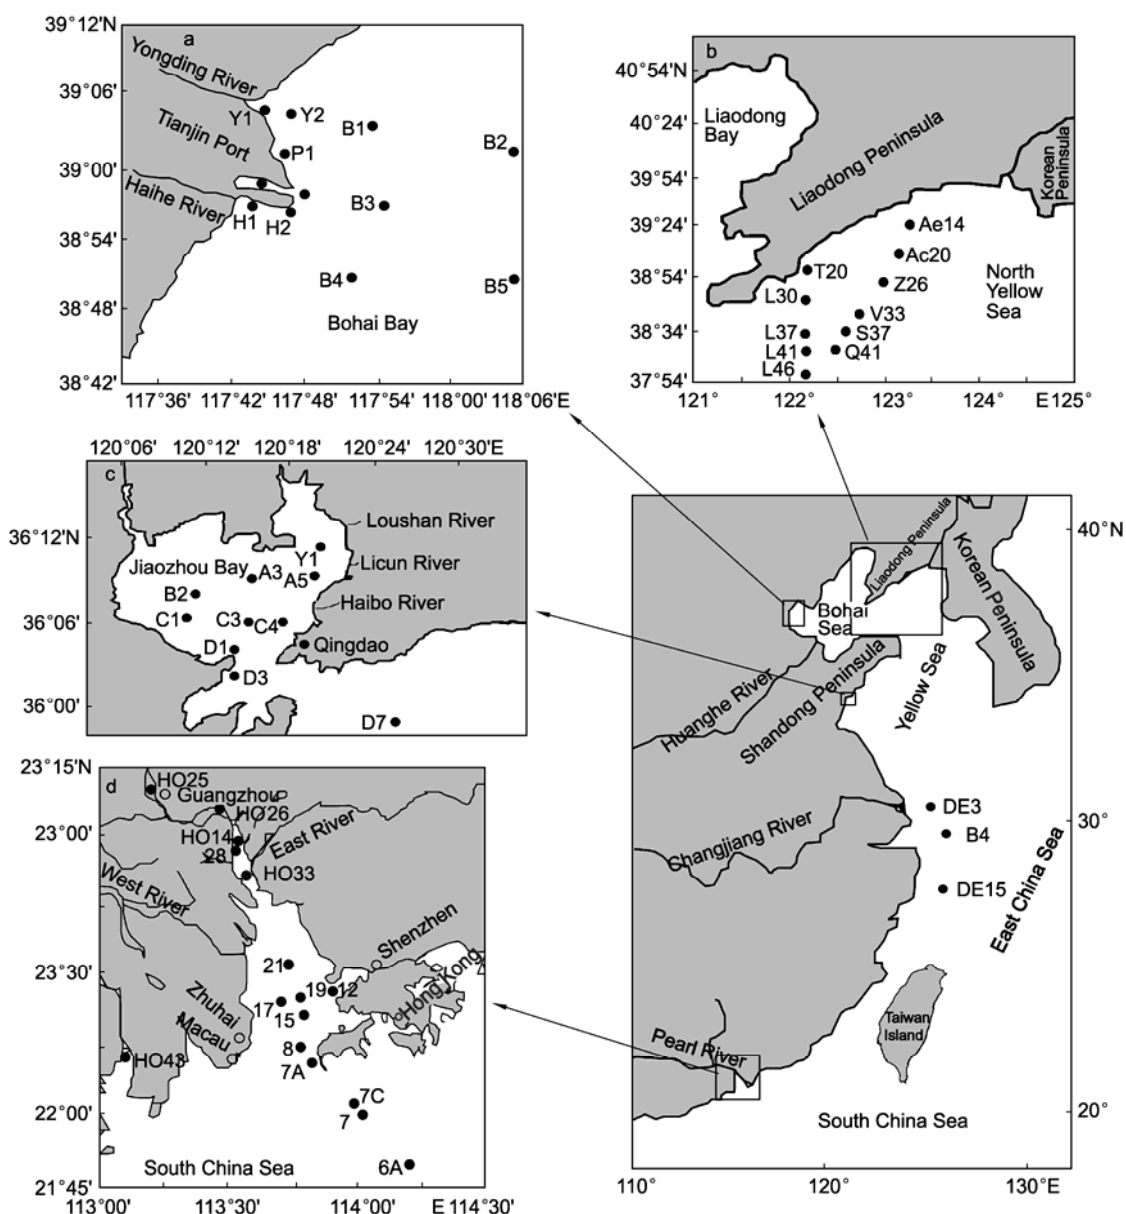 39°12'N
a
Yongding River
39°06'
Y1
Y2
B1
B2
Tianjin Port
P1
39°00'
Haihe River
H1
H2
B3
38°54'
B4
B5
38°48'
Bohai Bay
38°42'
117°36' 117°42' 117°48' 117°54' 118°00' 118°06'E
b
40°54'N
Liaodong
Bay
40°24'
Liaodong Peninsula
Korean
Peninsula
39°54'
39°24'
Ae14
Ac20
38°54'
T20
Z26
North
Yellow
Sea
L30
V33
38°34'
L37
S37
L41
Q41
L46
37°54'
121° 122° 123° 124° E125°
120°06' 120°12' 120°18' 120°24' 120°30'E
c
Loushan River
36°12'N
Y1
Jiaozhou Bay
A3
A5
Licun River
B2
Haibo River
C1
C3
C4
36°06'
D1
Qingdao
D3
36°00'
D7
23°15'N
d
HO25
Guangzhou
HO26
23°00'
HO14
28
East River
HO33
West River
Shenzhen
21
23°30'
19
12
17
15
Hong Kong
Zhuhai
Macau
8
HO43
7A
7C
22°00'
7
South China Sea
6A
21°45'
113°00' 113°30' 114°00' E 114°30'
40°N
Liaodong Peninsula
Korean Peninsula
Bohai
Sea
Huanghe River
Shandong Peninsula
Yellow Sea
DE3
30°
B4
Changjiang River
DE15
East China Sea
Taiwan
Island
Pearl River
South China Sea
20°
110° 120° 130°E